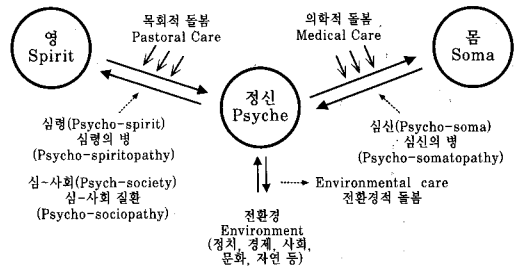 영
Spirit
목회적 돌봄
Pastoral Care
의학적 돌봄
Medical Care
몸
Soma
정신
Psyche
심령(Psycho-spirit)
심령의 병
(Psycho-spiritopathy)
심~사회(Psych-society)
심-사회 질환
(Psycho-sociopathy)
심신(Psycho-soma)
심신의 병
(Psycho-somatopathy)
Environmental care
전환경적 돌봄
전환경
Environment
(정치, 경제, 사회,
문화, 자연 등)